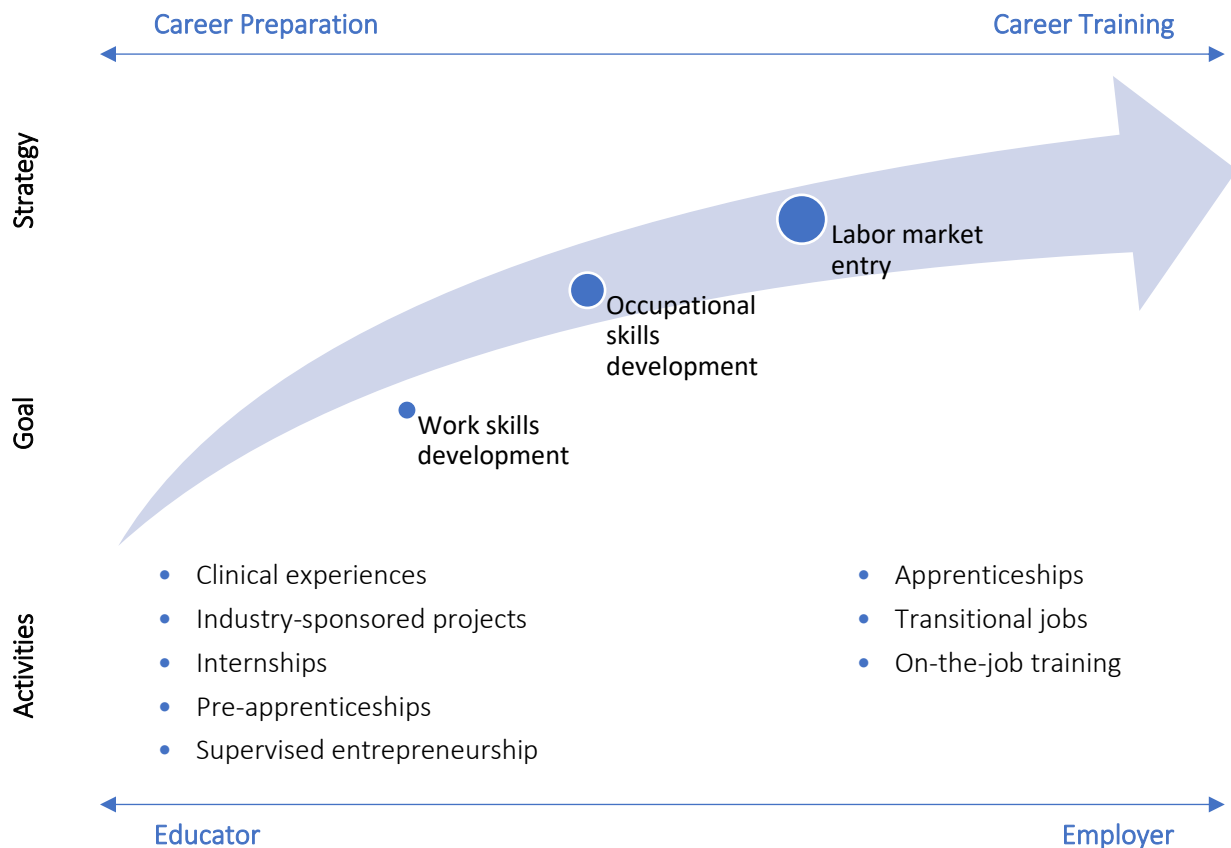 Career Preparation
Career Training
Strategy
Labor market
entry
Occupational
skills
development
Goal
Work skills
development
Activities
• Clinical experiences
• Industry-sponsored projects
• Internships
• Pre-apprenticeships
• Supervised entrepreneurship
• Apprenticeships
• Transitional jobs
• On-the-job training
Educator
Employer